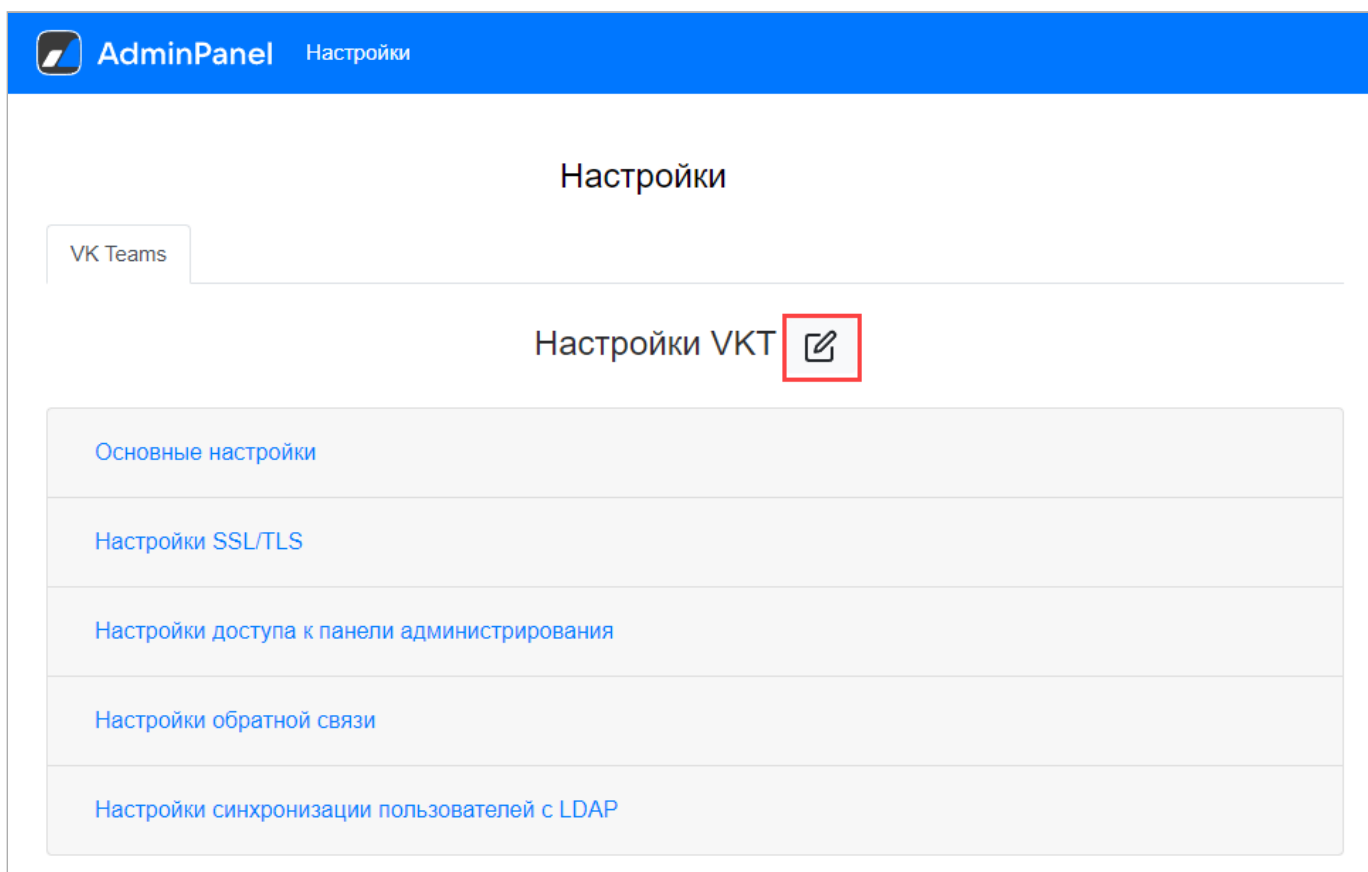 AdminPanel Настройки
Настройки
VK Teams
Настройки VKT
Основные настройки
Настройки SSL/TLS
Настройки доступа к панели администрирования
Настройки обратной связи
Настройки синхронизации пользователей с LDAP